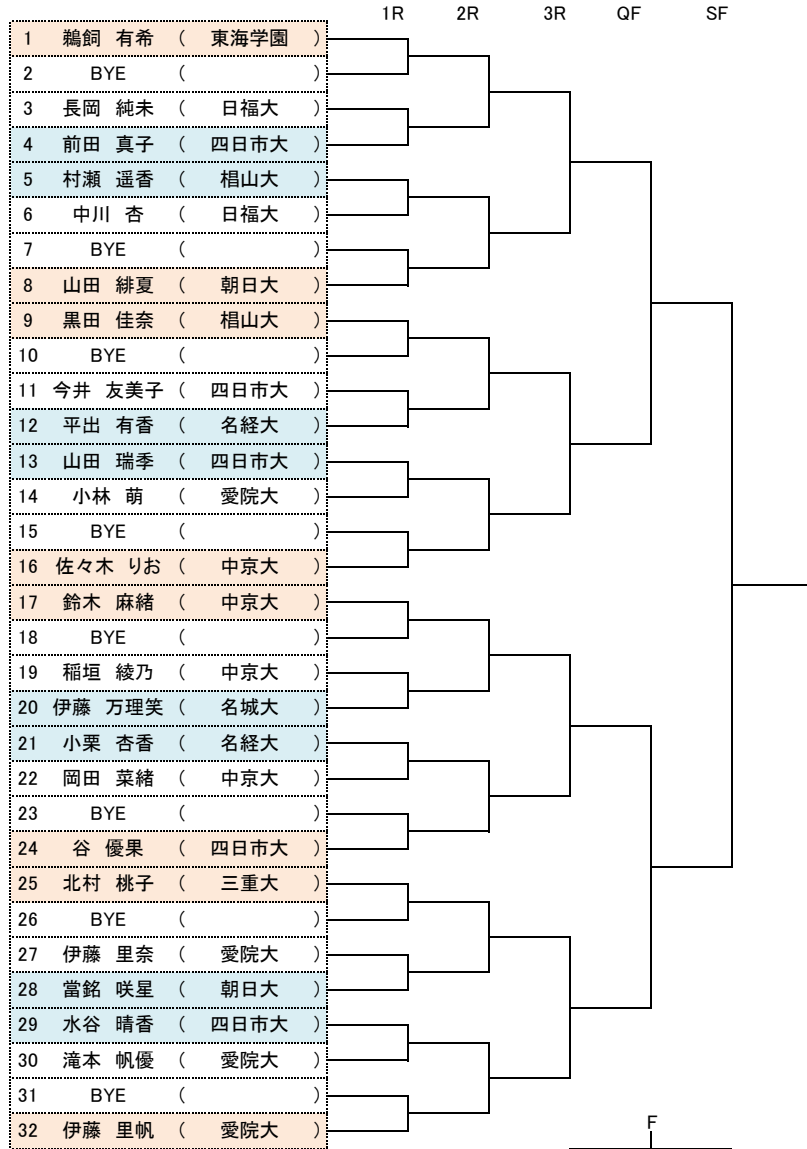 1R 2R 3R QF SF
1 鵜飼 有希 ( 東海学園 )
2 BYE ( )
3 長岡 純未 ( 日福大 )
4 前田 真子 ( 四日市大 )
5 村瀬 遥香 ( 椙山大 )
6 中川 杏 ( 日福大 )
7 BYE ( )
8 山田 緋夏 ( 朝日大 )
9 黒田 佳奈 ( 椙山大 )
10 BYE ( )
11 今井 友美子 ( 四日市大 )
12 平出 有香 ( 名経大 )
13 山田 瑞季 ( 四日市大 )
14 小林 萌 ( 愛院大 )
15 BYE ( )
16 佐々木 りお ( 中京大 )
17 鈴木 麻緒 ( 中京大 )
18 BYE ( )
19 稲垣 綾乃 ( 中京大 )
20 伊藤 万理笑 ( 名城大 )
21 小栗 杏香 ( 名経大 )
22 岡田 菜緒 ( 中京大 )
23 BYE ( )
24 谷 優果 ( 四日市大 )
25 北村 桃子 ( 三重大 )
26 BYE ( )
27 伊藤 里奈 ( 愛院大 )
28 當銘 咲星 ( 朝日大 )
29 水谷 晴香 ( 四日市大 )
30 滝本 帆優 ( 愛院大 )
31 BYE ( )
32 伊藤 里帆 ( 愛院大 )
F